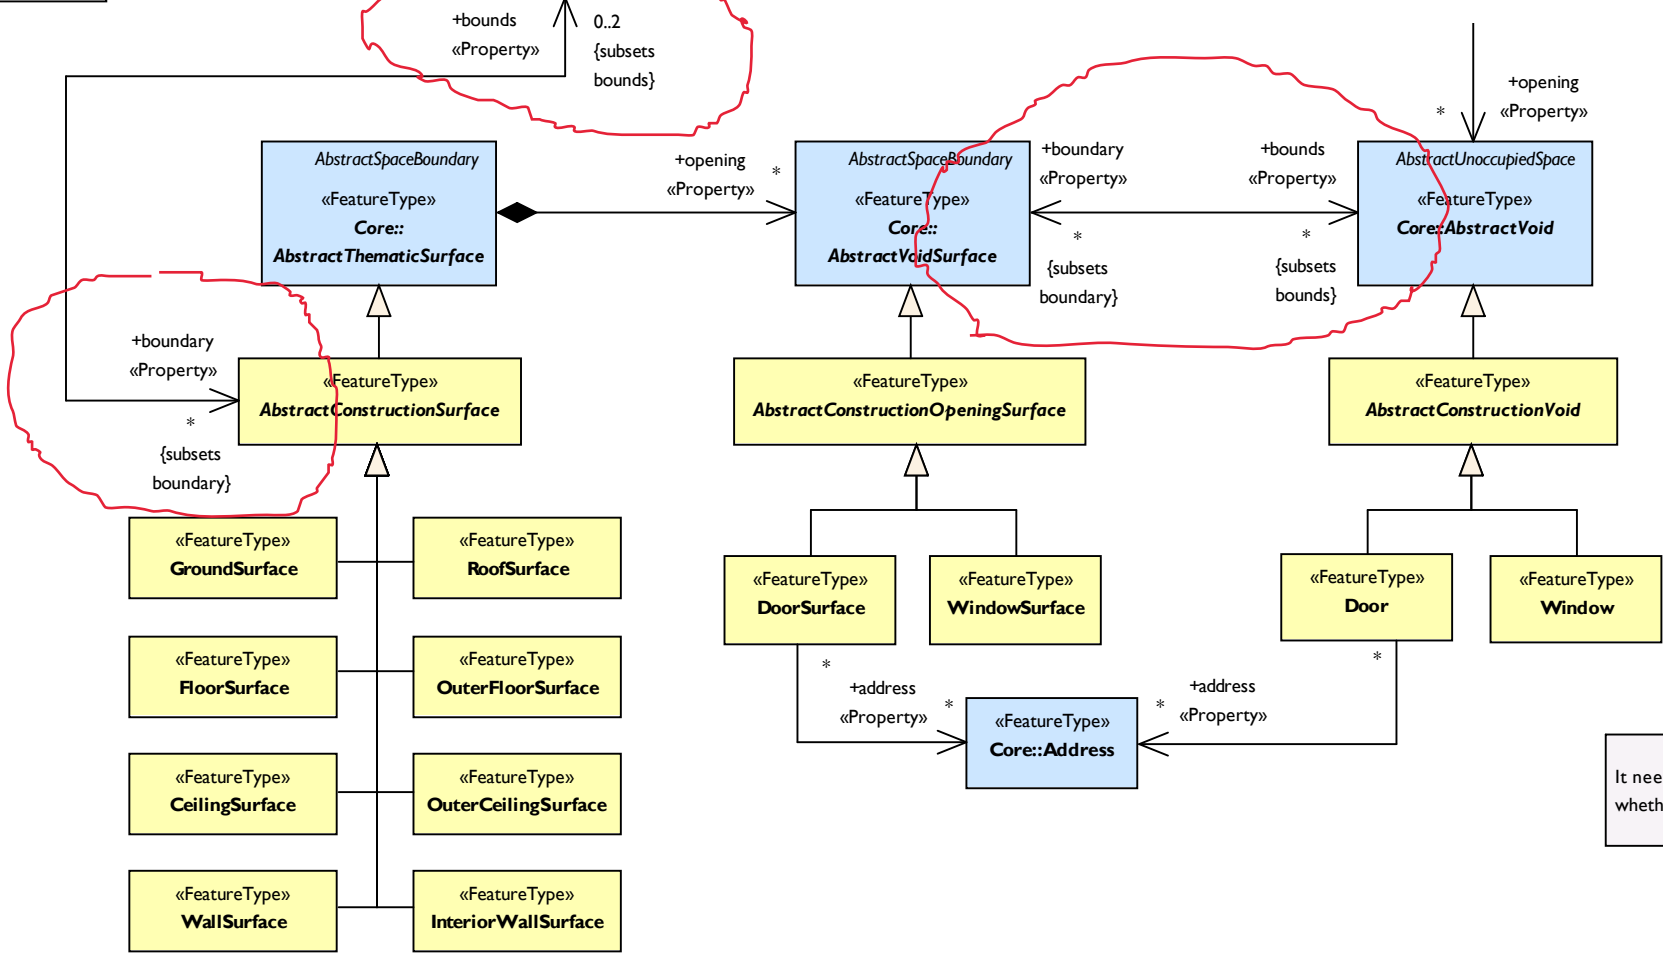 +bounds
«Property»
0..2
{subsets
bounds}
+opening
«Property»
*
AbstractSpaceBoundary
«FeatureType»
Core::
AbstractThematicSurface
+opening
«Property»
*
AbstractSpaceBoundary
«FeatureType»
Core::
AbstractVoidSurface
+boundary
«Property»
*
{subsets
boundary}
+bounds
«Property»
*
{subsets
bounds}
AbstractUnoccupiedSpace
«FeatureType»
Core::AbstractVoid
+boundary
«Property»
*
{subsets
boundary}
«FeatureType»
AbstractConstructionSurface
«FeatureType»
AbstractConstructionOpeningSurface
«FeatureType»
AbstractConstructionVoid
«FeatureType»
GroundSurface
«FeatureType»
RoofSurface
«FeatureType»
DoorSurface
«FeatureType»
WindowSurface
«FeatureType»
Door
«FeatureType»
Window
«FeatureType»
FloorSurface
«FeatureType»
OuterFloorSurface
*
+address
«Property»
*
«FeatureType»
Core::Address
*
+address
«Property»
*
«FeatureType»
CeilingSurface
«FeatureType»
OuterCeilingSurface
It nee
wheth
«FeatureType»
WallSurface
«FeatureType»
InteriorWallSurface